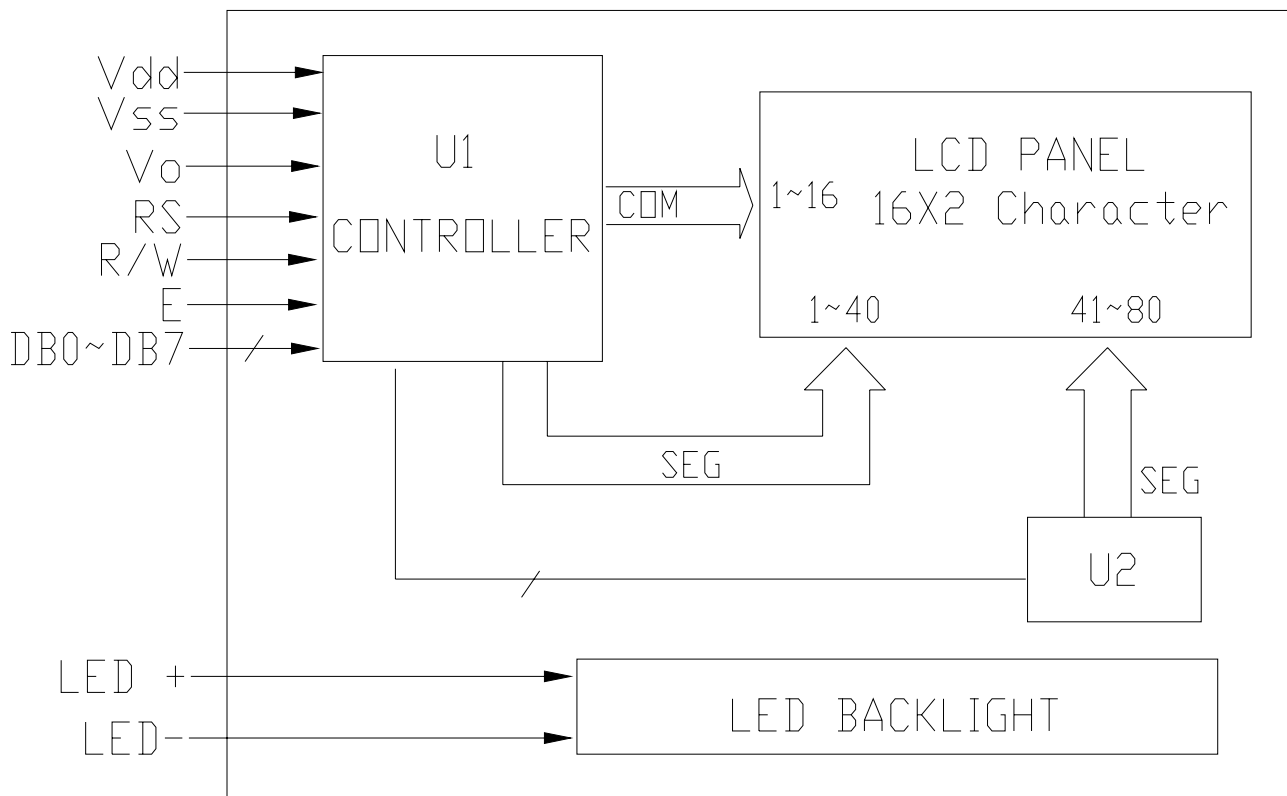 Vdd
Vss
Vo
RS
R/W
E
DB0~DB7
U1
CONTROLLER
COM
LCD PANEL
1~16
16X2 Character
1~40
41~80
SEG
SEG
U2
LED +
LED-
LED BACKLIGHT